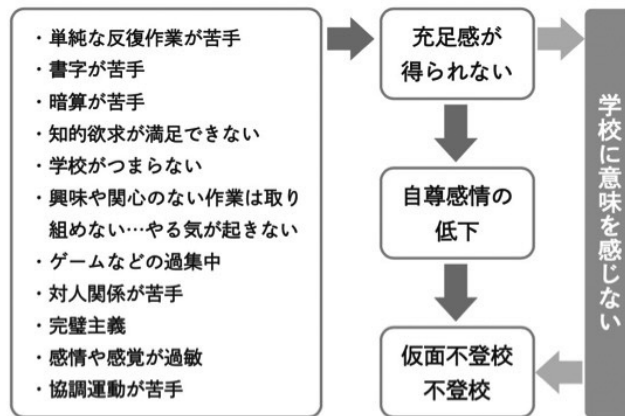 ・単純な反復作業が苦手
・書字が苦手
・暗算が苦手
・知的欲求が満足できない
・学校がつまらない
・興味や関心のない作業は取り
組めない…やる気が起きない
・ゲームなどの過集中
・対人関係が苦手
・完璧主義
・感情や感覚が過敏
・協調運動が苦手
充足感が
得られない
自尊感情の
低下
仮面不登校
不登校
学校に意味を感じない